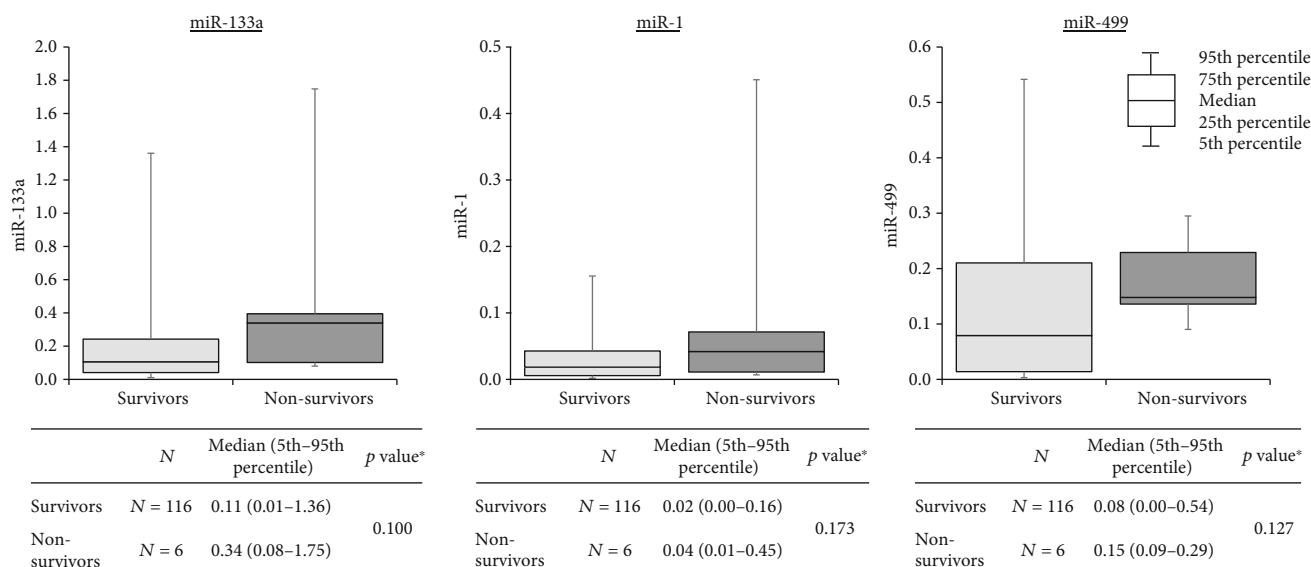 miR-133a
2.0
1.8
1.6
1.4
1.2
1.0
0.8
0.6
0.4
0.2
0.0
miR-133a
Survivors Non-survivors
N Median (5th–95th percentile) p value*
Survivors N = 116 0.11 (0.01–1.36)
0.100
Non-survivors N = 6 0.34 (0.08–1.75)
miR-1
0.5
0.4
0.3
0.2
0.1
0.0
miR-1
Survivors Non-survivors
N Median (5th–95th percentile) p value*
Survivors N = 116 0.02 (0.00–0.16)
0.173
Non-survivors N = 6 0.04 (0.01–0.45)
miR-499
0.6
0.5
0.4
0.3
0.2
0.1
0.0
miR-499
95th percentile
75th percentile
Median
25th percentile
5th percentile
Survivors Non-survivors
N Median (5th–95th percentile) p value*
Survivors N = 116 0.08 (0.00–0.54)
0.127
Non-survivors N = 6 0.15 (0.09–0.29)